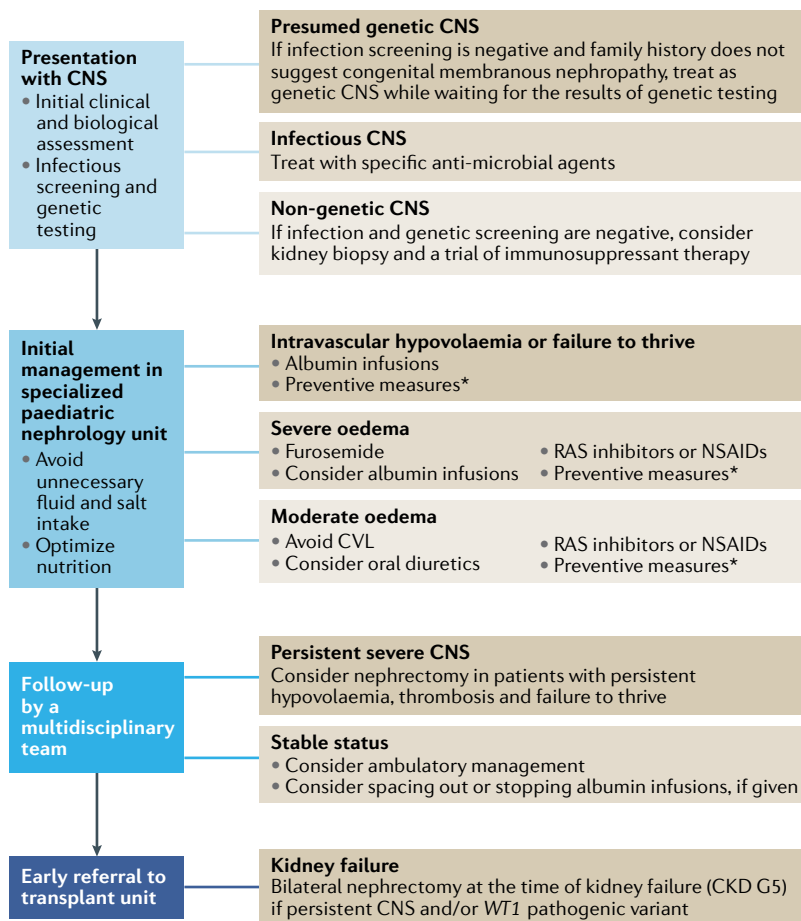 Presentation
with CNS
• Initial clinical
and biological
assessment
• Infectious
screening and
genetic
testing
Presumed genetic CNS
If infection screening is negative and family history does not
suggest congenital membranous nephropathy, treat as
genetic CNS while waiting for the results of genetic testing
Infectious CNS
Treat with specific anti-microbial agents
Non-genetic CNS
If infection and genetic screening are negative, consider
kidney biopsy and a trial of immunosuppressant therapy
Initial
management in
specialized
paediatric
nephrology unit
• Avoid
unnecessary
fluid and salt
intake
• Optimize
nutrition
Intravascular hypovolaemia or failure to thrive
• Albumin infusions
• Preventive measures*
Severe oedema
• Furosemide
• Consider albumin infusions
• RAS inhibitors or NSAIDs
• Preventive measures*
Moderate oedema
• Avoid CVL
• Consider oral diuretics
• RAS inhibitors or NSAIDs
• Preventive measures*
Follow-up
by a
multidisciplinary
team
Persistent severe CNS
Consider nephrectomy in patients with persistent
hypovolaemia, thrombosis and failure to thrive
Stable status
• Consider ambulatory management
• Consider spacing out or stopping albumin infusions, if given
Early referral to
transplant unit
Kidney failure
Bilateral nephrectomy at the time of kidney failure (CKD G5)
if persistent CNS and/or WT1 pathogenic variant